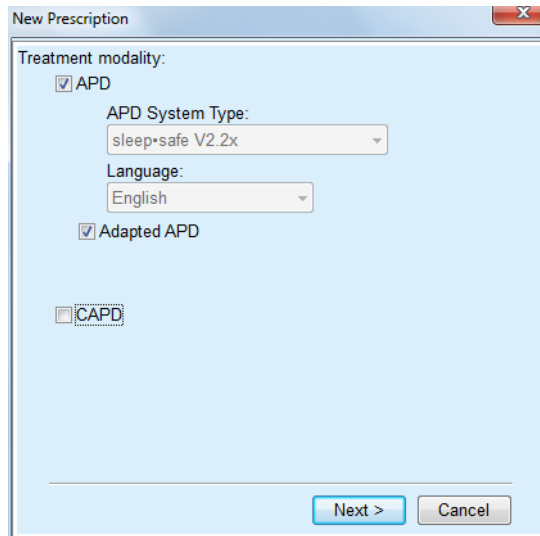 New Prescription
Treatment modality:
APD
APD System Type:
sleep•safe V2.2x
Language:
English
Adapted APD
CAPD
Next >
Cancel